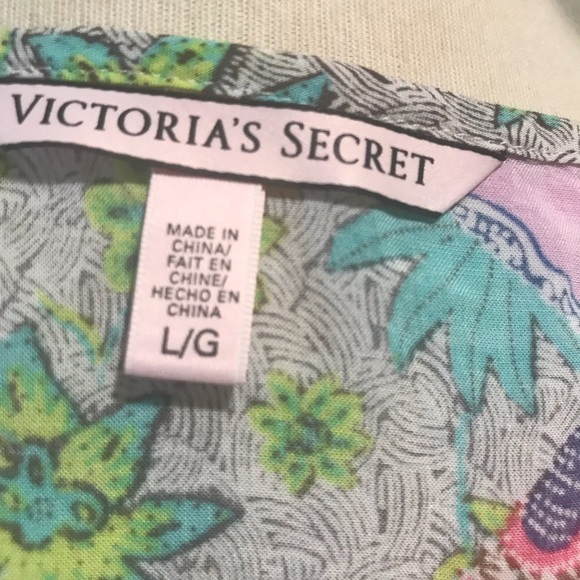 VICTORIA'S SECRET
MADE IN
CHINA/
FAIT EN
CHINE/
HECHO EN
CHINA
L/G